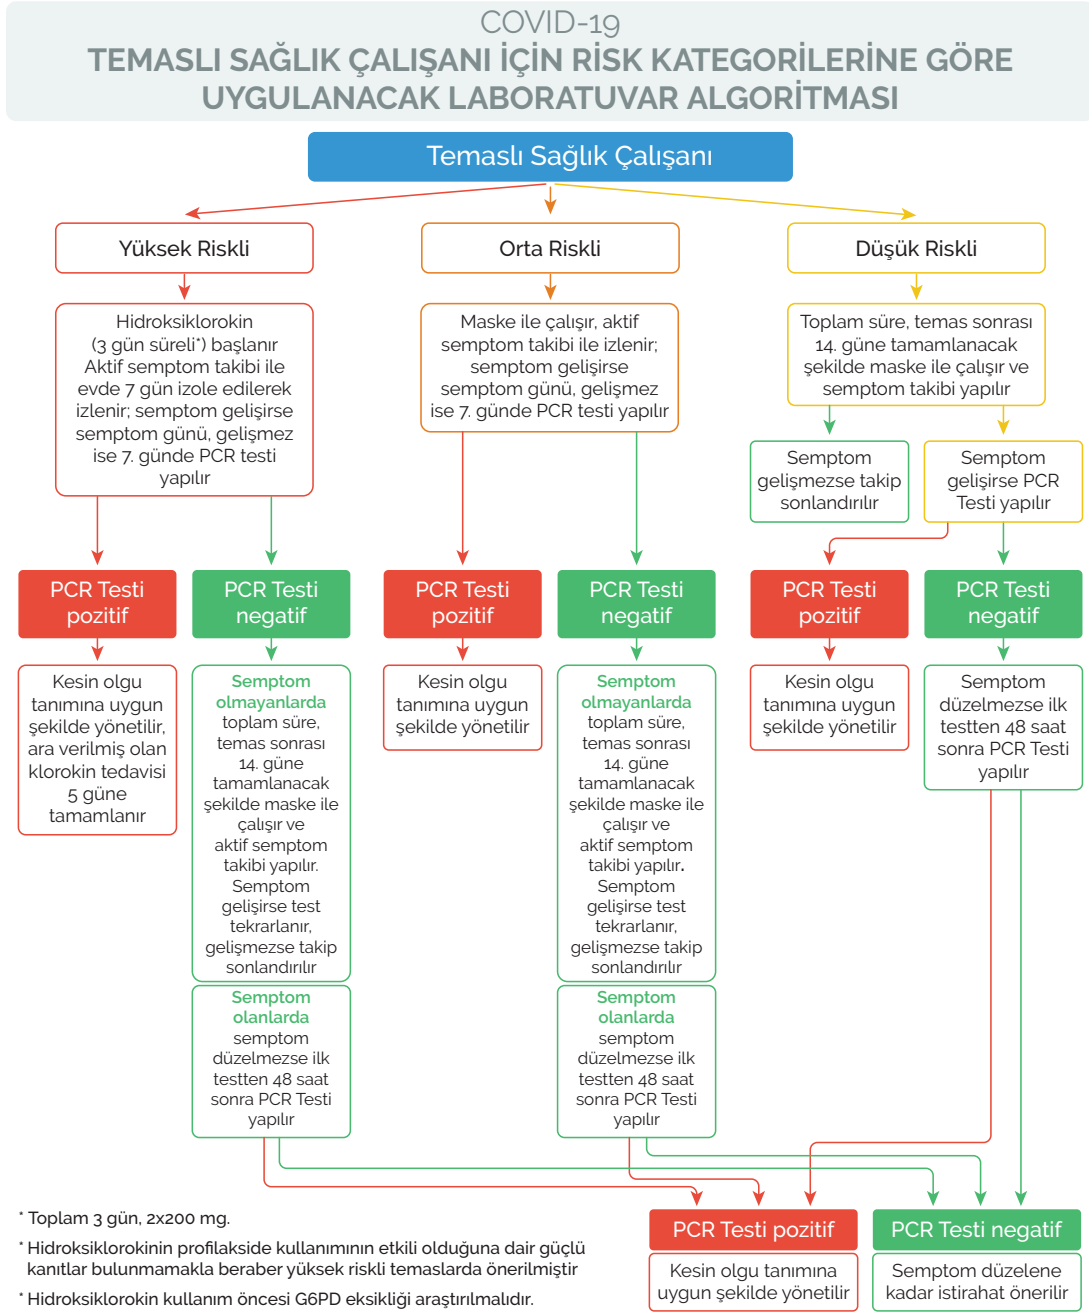 COVID-19
TEMASLI SAĞLIK ÇALIŞANI İÇİN RİSK KATEGORİLERİNE GÖRE
UYGULANACAK LABORATUVAR ALGORİTMASI
Temaslı Sağlık Çalışanı
Yüksek Riskli
Hidroksiklorokin
(3 gün süreli*) başlanır
Aktif semptom takibi ile
evde 7 gün izole edilerek
izlenir; semptom gelişirse
semptom günü, gelişmez
ise 7. günde PCR testi
yapılır
PCR Testi
pozitif
Kesin olgu
tanımına uygun
şekilde yönetilir,
ara verilmiş olan
klorokin tedavisi
5 güne
tamamlanır
PCR Testi
negatif
Semptom
olmayanlarda
toplam süre,
temas sonrası
14. güne
tamamlanacak
şekilde maske ile
çalışır ve
aktif semptom
takibi yapılır.
Semptom
gelişirse test
tekrarlanır,
gelişmezse takip
sonlandırılır
Semptom
olanlarda
semptom
düzelmezse ilk
testten 48 saat
sonra PCR Testi
yapılır
Orta Riskli
Maske ile çalışır, aktif
semptom takibi ile izlenir;
semptom gelişirse
semptom günü, gelişmez
ise 7. günde PCR testi yapılır
PCR Testi
pozitif
Kesin olgu
tanımına uygun
şekilde yönetilir
PCR Testi
negatif
Semptom
olmayanlarda
toplam süre,
temas sonrası
14. güne
tamamlanacak
şekilde maske ile
çalışır ve
aktif semptom
takibi yapılır.
Semptom
gelişirse test
tekrarlanır,
gelişmezse takip
sonlandırılır
Semptom
olanlarda
semptom
düzelmezse ilk
testten 48 saat
sonra PCR Testi
yapılır
Düşük Riskli
Toplam süre, temas sonrası
14. güne tamamlanacak
şekilde maske ile çalışır ve
semptom takibi yapılır
Semptom
gelişmezse takip
sonlandırılır
Semptom
gelişirse PCR
Testi yapılır
PCR Testi
pozitif
Kesin olgu
tanımına uygun
şekilde yönetilir
PCR Testi
negatif
Semptom
düzelmezse ilk
testten 48 saat
sonra PCR Testi
yapılır
PCR Testi pozitif
Kesin olgu tanımına
uygun şekilde yönetilir
PCR Testi negatif
Semptom düzelene
kadar istirahat önerilir
* Toplam 3 gün, 2x200 mg.
* Hidroksiklorokinin profilakside kullanımının etkili olduğuna dair güçlü
kanıtlar bulunmamakla beraber yüksek riskli temaslarda önerilmiştir
* Hidroksiklorokin kullanım öncesi G6PD eksikliği araştırılmalıdır.